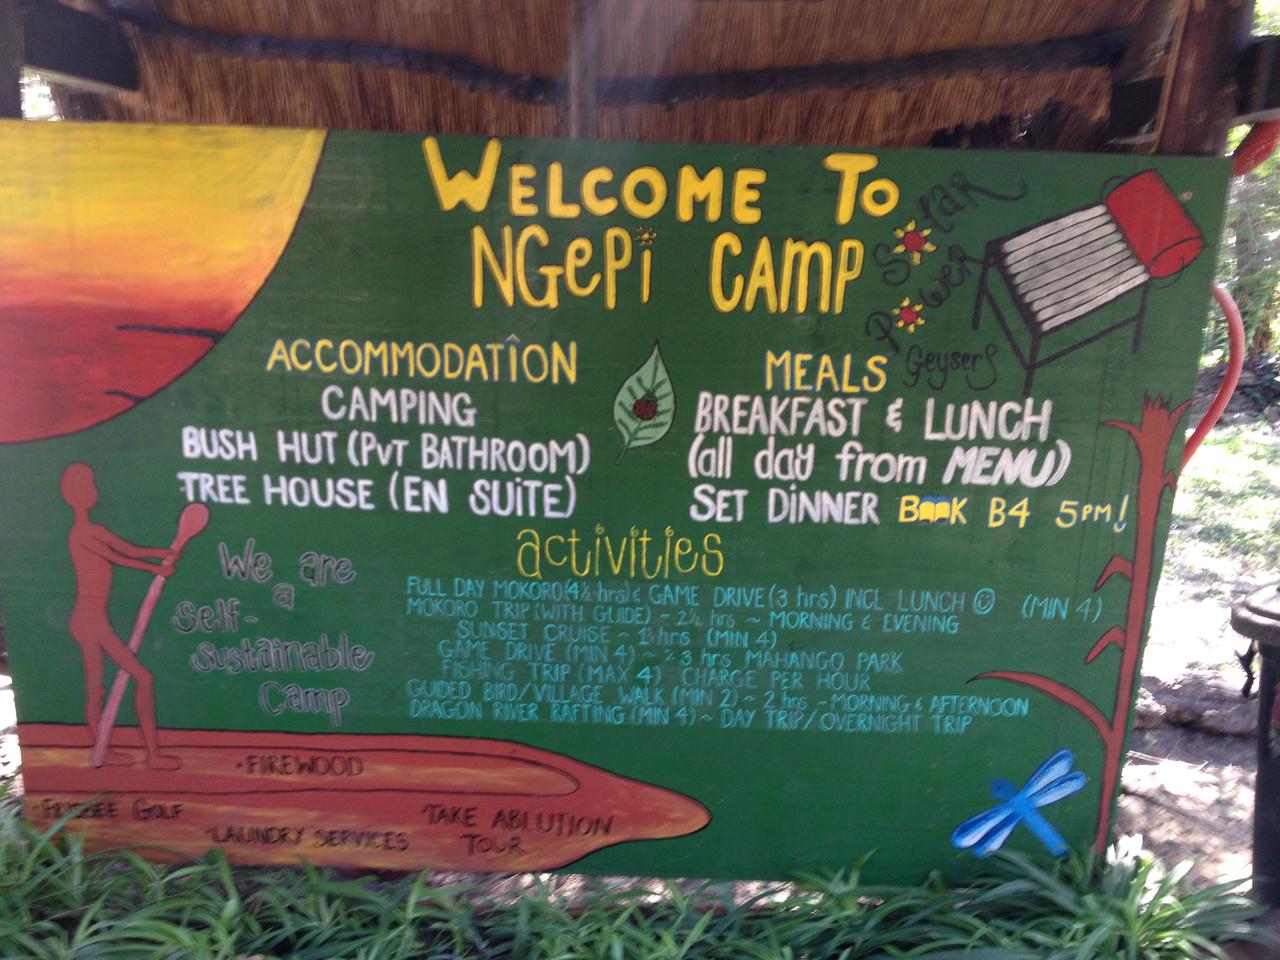 WELCOME TO
NGEPi CAMP
SOLAR
POWER
Geysers
ACCOMMODATION
CAMPING
BUSH HUT (PVT BATHROOM)
TREE HOUSE (EN SUiTE)
MEALS
BREAKFAST & LUNCH
(all day from MENU)
SET DiNNER BOOK B4 5PM!
activities
FULL DAY MOKORO (4½ hrs) & GAME DRIVE (3 hrs) INCL LUNCH ☺ (MIN 4)
MOKORO TRIP (WITH GUIDE) ~ 2½ hrs ~ MORNING & EVENING
SUNSET CRUISE ~ 1½ hrs (MIN 4)
GAME DRIVE (MIN 4) ~ ± 3 hrs MAHANGO PARK
FISHING TRIP (MAX 4) CHARGE PER HOUR
GUIDED BIRD/VILLAGE WALK (MIN 2) ~ 2 hrs - MORNING & AFTERNOON
DRAGON RIVER RAFTING (MIN 4) ~ DAY TRIP/OVERNIGHT TRIP
We are
a
Self-
Sustainable
Camp
•FIREWOOD
•FRISBEE GOLF
•LAUNDRY SERVICES
•TAKE ABLUTION
TOUR